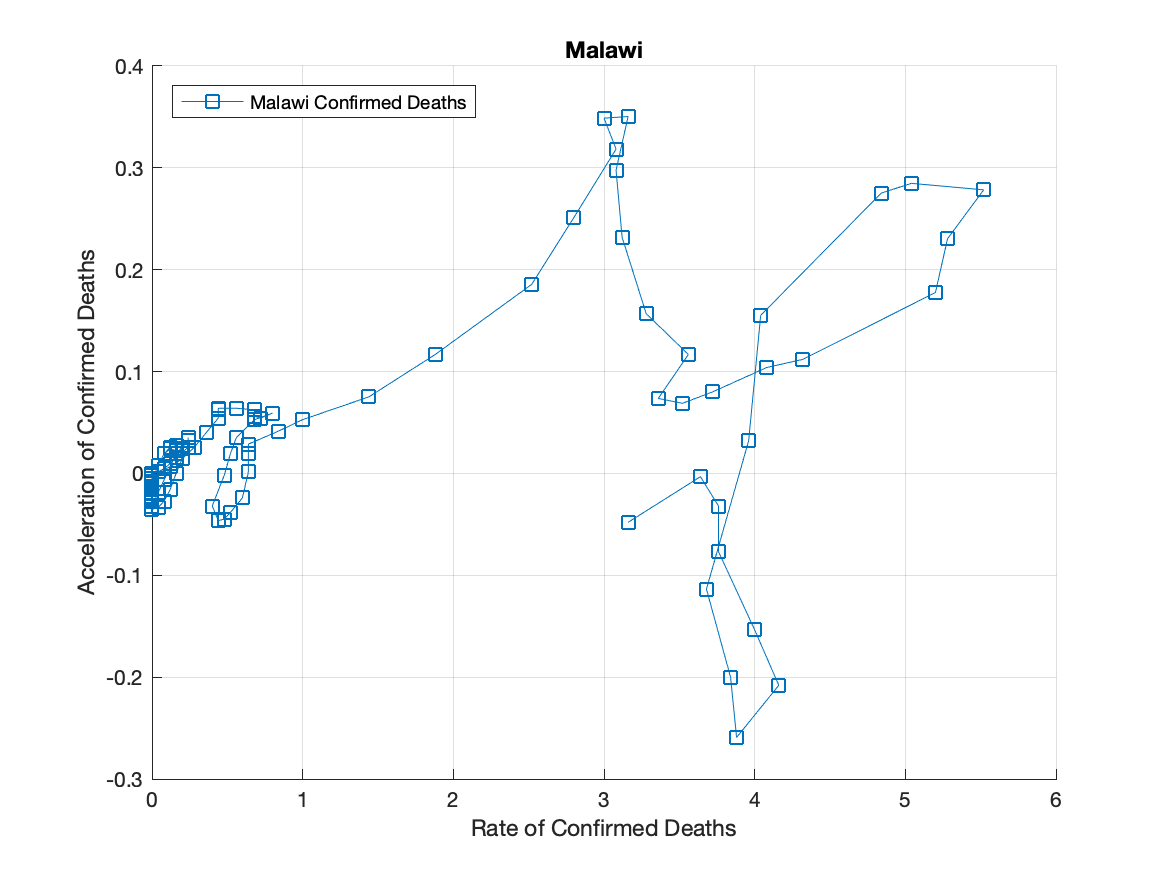 Malawi
Malawi Confirmed Deaths
Acceleration of Confirmed Deaths
0.4
0.3
0.2
0.1
0
-0.1
-0.2
-0.3
0 1 2 3 4 5 6
Rate of Confirmed Deaths